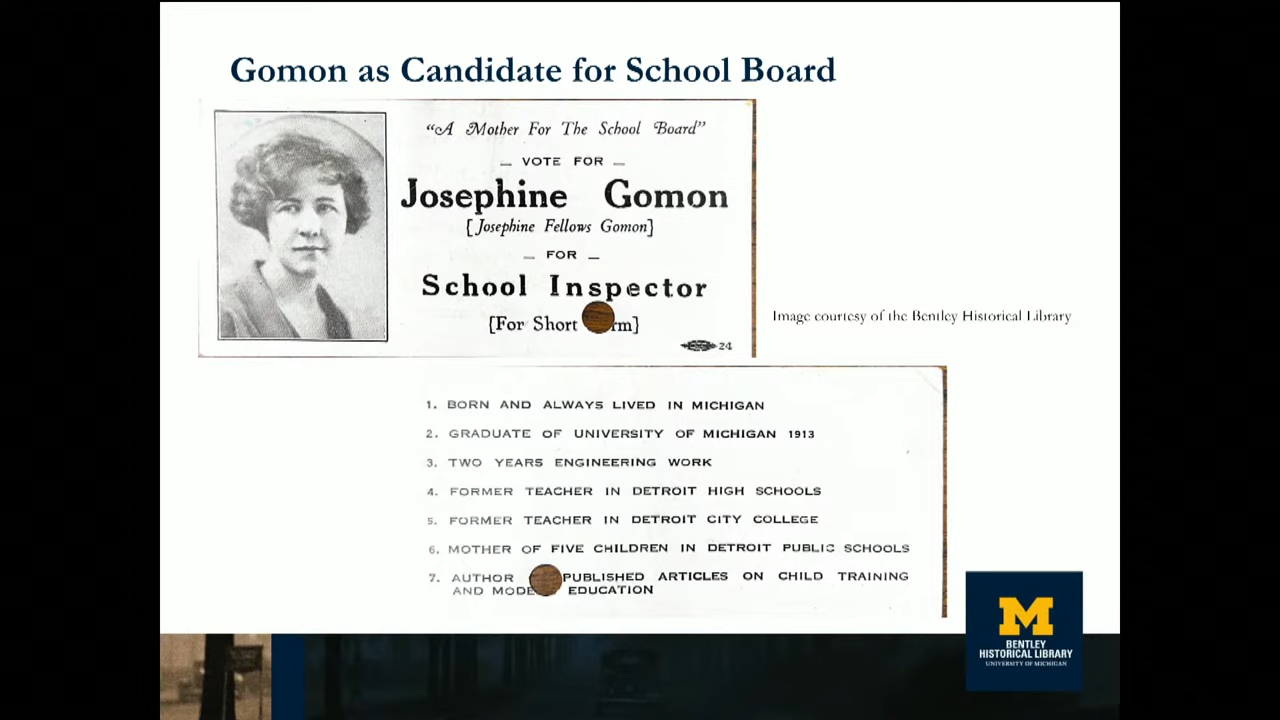 Gomon as Candidate for School Board
“A Mother For The School Board”
— VOTE FOR —
Josephine Gomon
[Josephine Fellows Gomon]
— FOR —
School Inspector
[For Short rm]
24
Image courtesy of the Bentley Historical Library
1. BORN AND ALWAYS LIVED IN MICHIGAN
2. GRADUATE OF UNIVERSITY OF MICHIGAN 1913
3. TWO YEARS ENGINEERING WORK
4. FORMER TEACHER IN DETROIT HIGH SCHOOLS
5. FORMER TEACHER IN DETROIT CITY COLLEGE
6. MOTHER OF FIVE CHILDREN IN DETROIT PUBLIC SCHOOLS
7. AUTHOR PUBLISHED ARTICLES ON CHILD TRAINING
AND MODE EDUCATION
M
BENTLEY
HISTORICAL LIBRARY
UNIVERSITY OF MICHIGAN